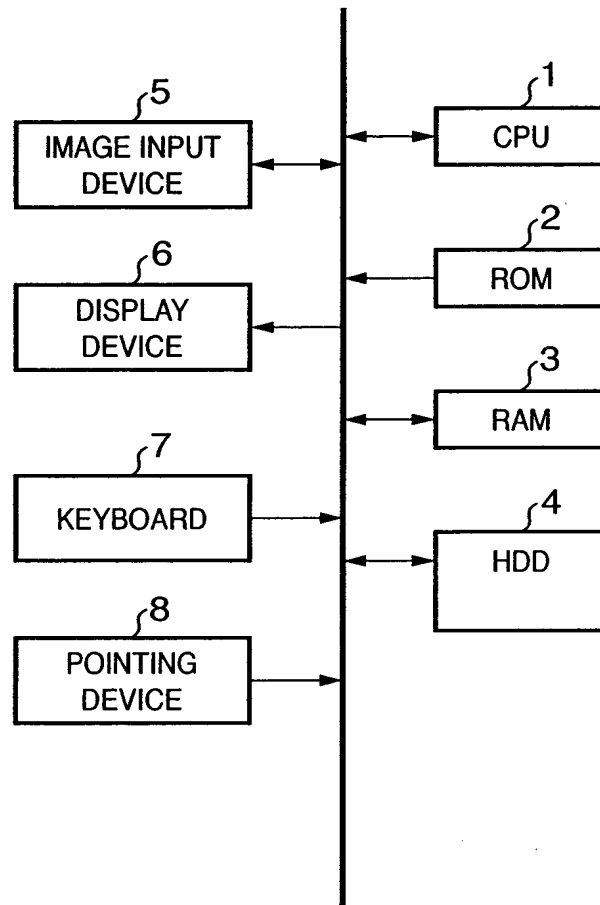 5
IMAGE INPUT
DEVICE
6
DISPLAY
DEVICE
7
KEYBOARD
8
POINTING
DEVICE
1
CPU
2
ROM
3
RAM
4
HDD